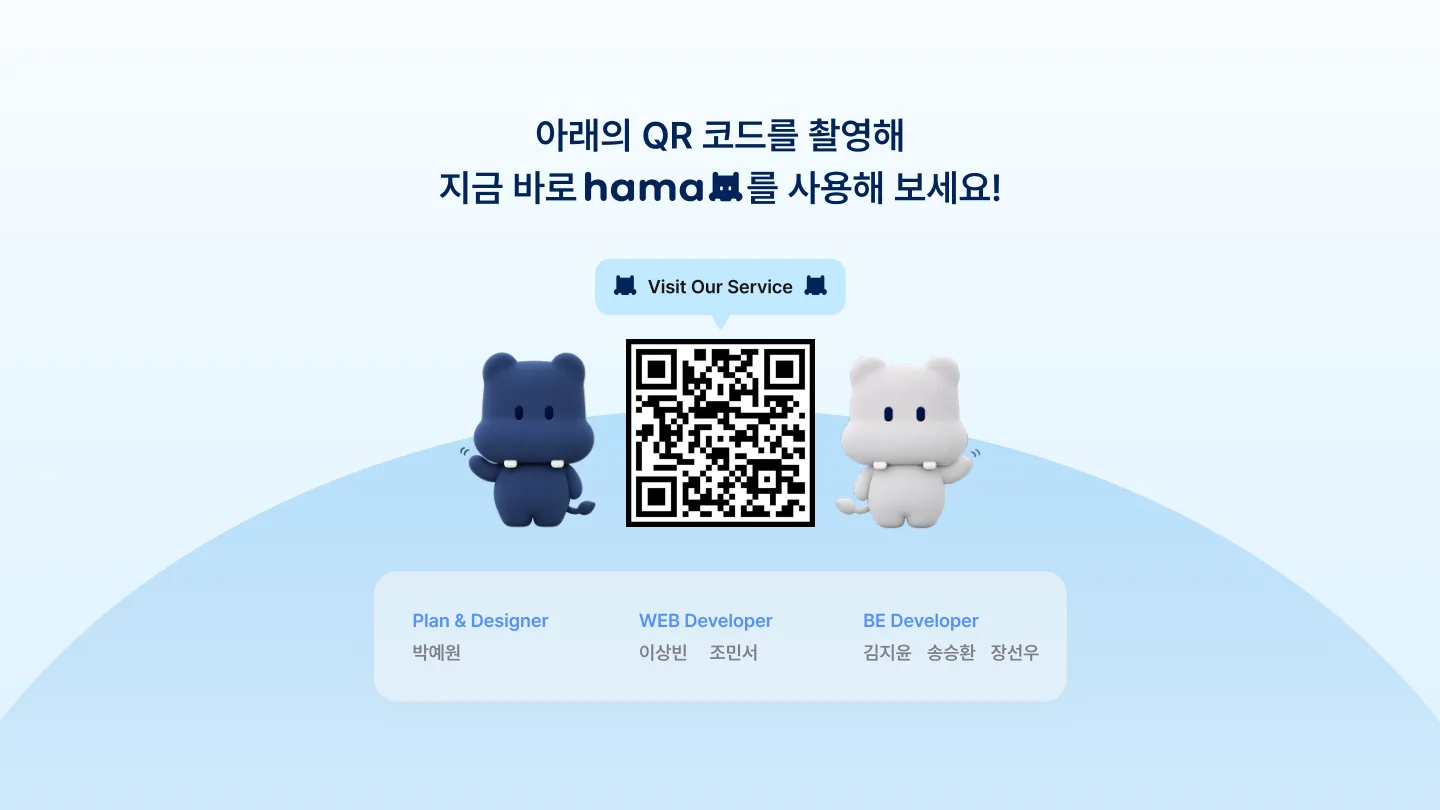 아래의 QR 코드를 촬영해
지금 바로 hama를 사용해 보세요!
Visit Our Service
Plan & Designer
박예원
WEB Developer
이상빈 조민서
BE Developer
김지윤 송승환 장선우